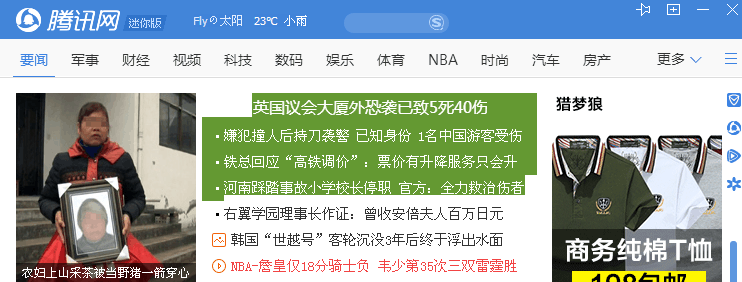 腾讯网 迷你版 Fly 太阳 23℃ 小雨
要闻 军事 财经 视频 科技 数码 娱乐 体育 NBA 时尚 汽车 房产 更多
英国议会大厦外恐袭已致5死40伤
嫌犯撞人后持刀袭警 已知身份 1名中国游客受伤
铁总回应“高铁调价”：票价有升降服务只会升
河南踩踏事故小学校长停职 官方：全力救治伤者
右翼学园理事长作证：曾收安倍夫人百万日元
韩国“世越号”客轮沉没3年后终于浮出水面
NBA-詹皇仅18分骑士负 韦少第35次三双雷霆胜
农妇上山采茶被当野猪一箭穿心
猎梦狼
商务纯棉T恤